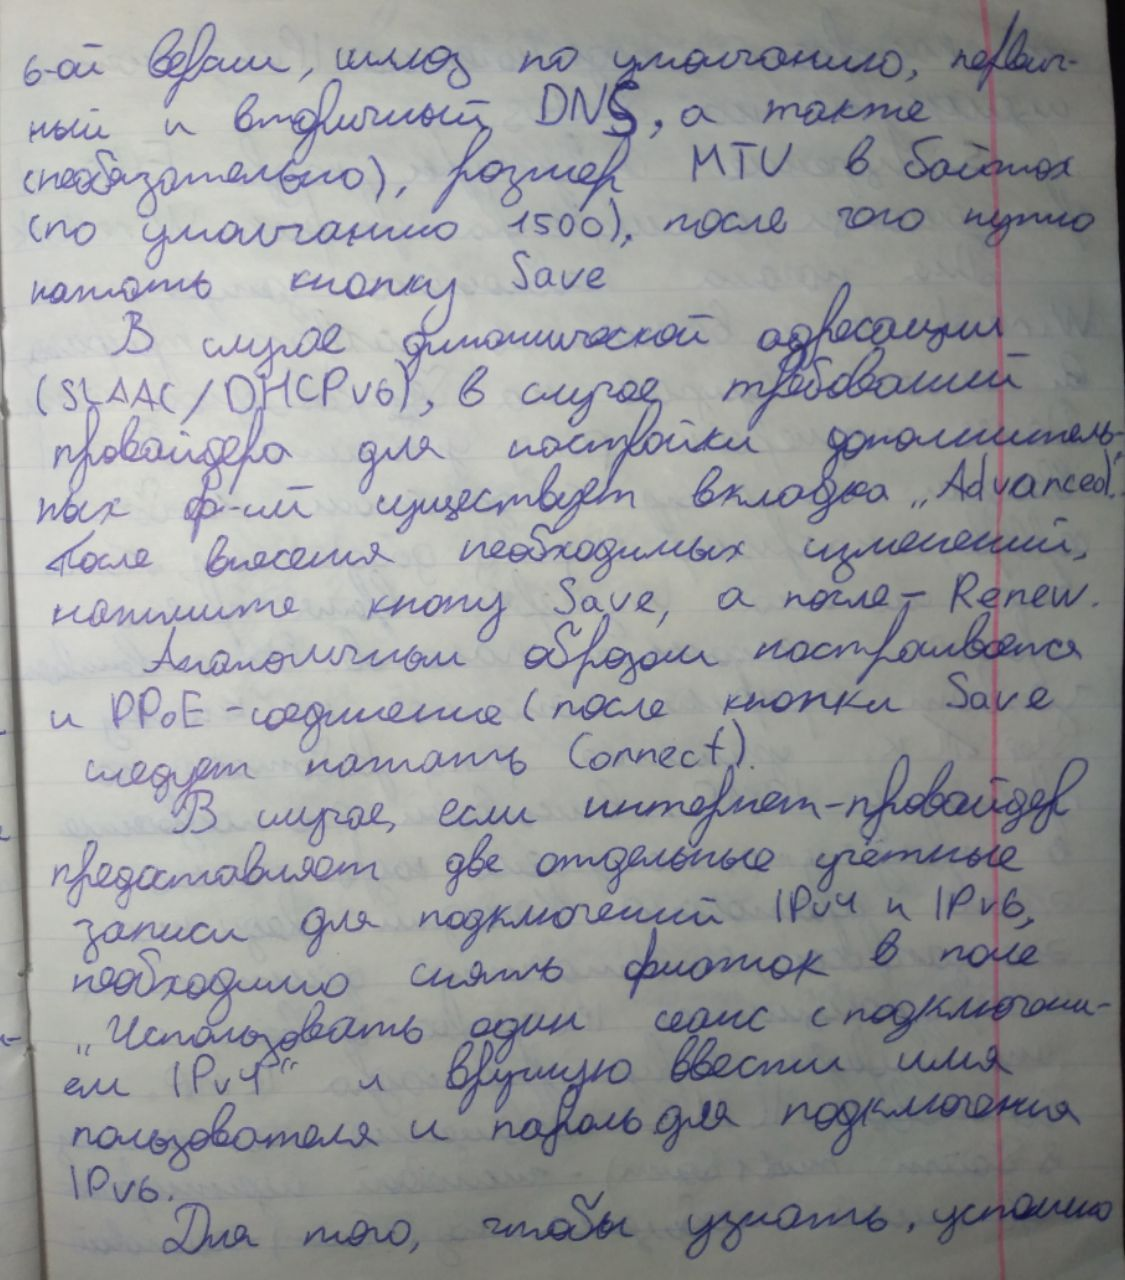 6-ой версии, шлюз по умолчанию, первич-
ный и вторичный DNS, а также
(необязательно), размер MTU в байтах
(по умолчанию 1500), после чего нужно
нажать кнопку Save
В случае динамической адресации
(SLAAC/DHCPv6), в случае требований
провайдера для настройки дополнитель-
ных ф-ий существует вкладка „Advanced".
После внесения необходимых изменений,
нажмите кнопку Save, а после – Renew.
Аналогичным образом настраивается
и PPoE-соединение (после кнопки Save
следует нажать Connect).
В случае, если интернет-провайдер
предоставляет две отдельные учётные
записи для подключений IPv4 и IPv6,
необходимо снять флажок в поле
„Использовать один сеанс с подключени-
ем IPv4" и вручную ввести имя
пользователя и пароль для подключения
IPv6.
Для того, чтобы узнать, успешно